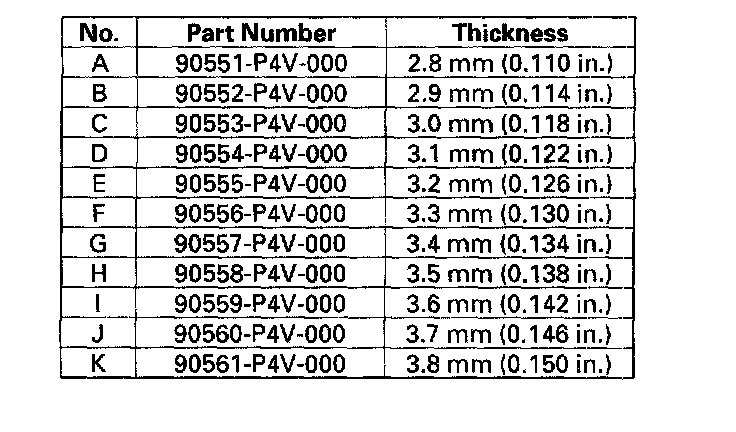 No. Part Number Thickness
A 90551-P4V-000 2.8 mm (0.110 in.)
B 90552-P4V-000 2.9 mm (0.114 in.)
C 90553-P4V-000 3.0 mm (0.118 in.)
D 90554-P4V-000 3.1 mm (0.122 in.)
E 90555-P4V-000 3.2 mm (0.126 in.)
F 90556-P4V-000 3.3 mm (0.130 in.)
G 90557-P4V-000 3.4 mm (0.134 in.)
H 90558-P4V-000 3.5 mm (0.138 in.)
I 90559-P4V-000 3.6 mm (0.142 in.)
J 90560-P4V-000 3.7 mm (0.146 in.)
K 90561-P4V-000 3.8 mm (0.150 in.)